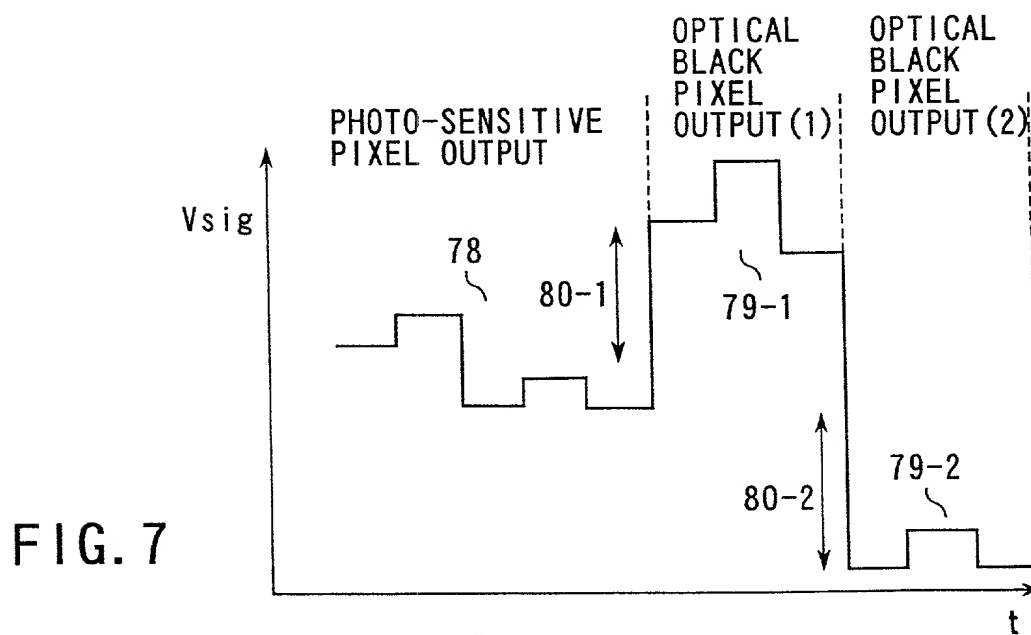 OPTICAL
BLACK
PIXEL
OUTPUT(1)
OPTICAL
BLACK
PIXEL
OUTPUT(2)
PHOTO-SENSITIVE
PIXEL OUTPUT
Vsig
78
80-1
79-1
80-2
79-2
FIG. 7
t